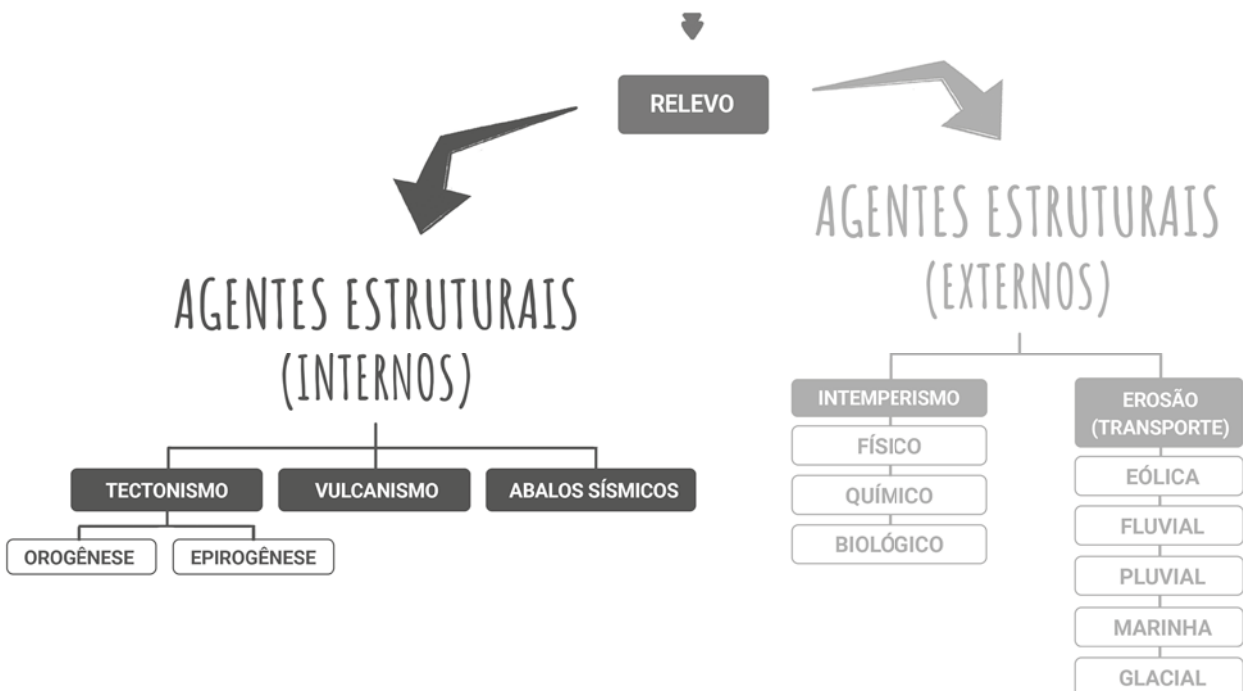 RELEVO
AGENTES ESTRUTURAIS
(INTERNOS)
TECTONISMO
VULCANISMO
ABALOS SÍSMICOS
OROGÊNESE
EPIROGÊNESE
AGENTES ESTRUTURAIS
(EXTERNOS)
INTEMPERISMO
FÍSICO
QUÍMICO
BIOLÓGICO
EROSÃO
(TRANSPORTE)
EÓLICA
FLUVIAL
PLUVIAL
MARINHA
GLACIAL